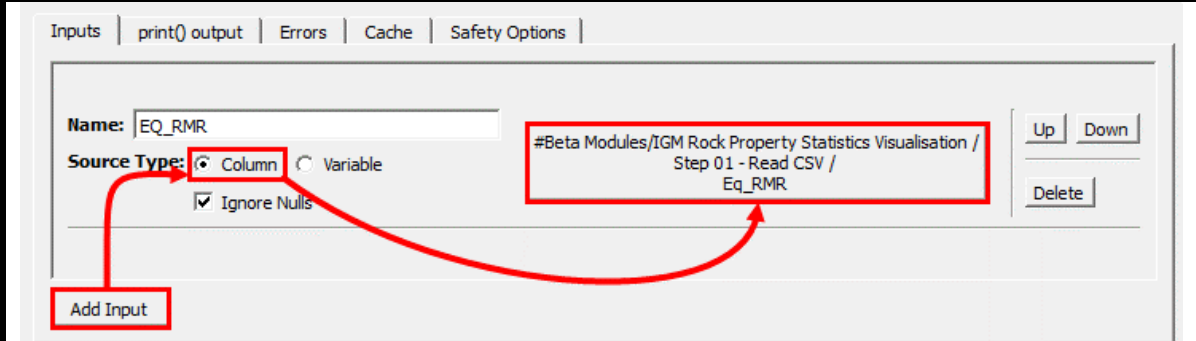 Inputs print() output Errors Cache Safety Options
Name: EQ_RMR
Source Type: Column Variable
Ignore Nulls
#Beta Modules/IGM Rock Property Statistics Visualisation /
Step 01 - Read CSV /
Eq_RMR
Up Down
Delete
Add Input